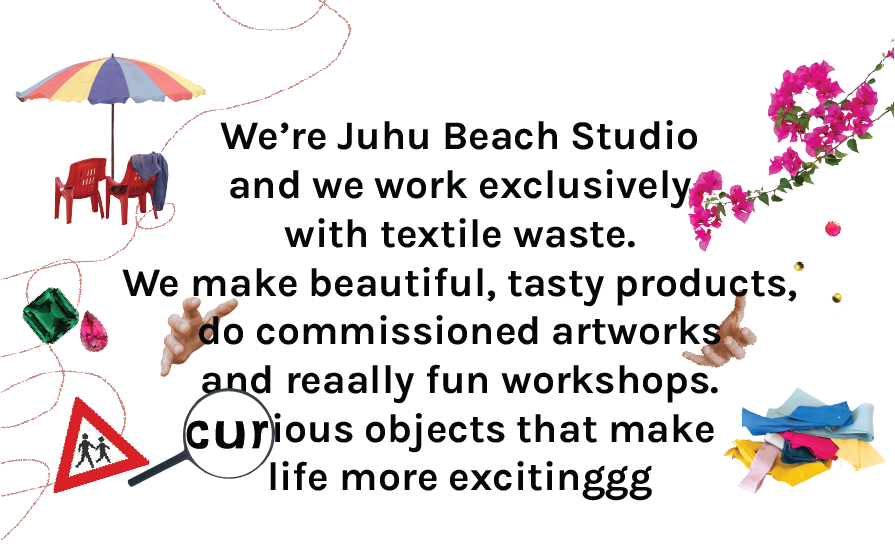 We’re Juhu Beach Studio
and we work exclusively
with textile waste.
We make beautiful, tasty products,
do commissioned artworks
and reaally fun workshops.
curious objects that make
life more excitinggg